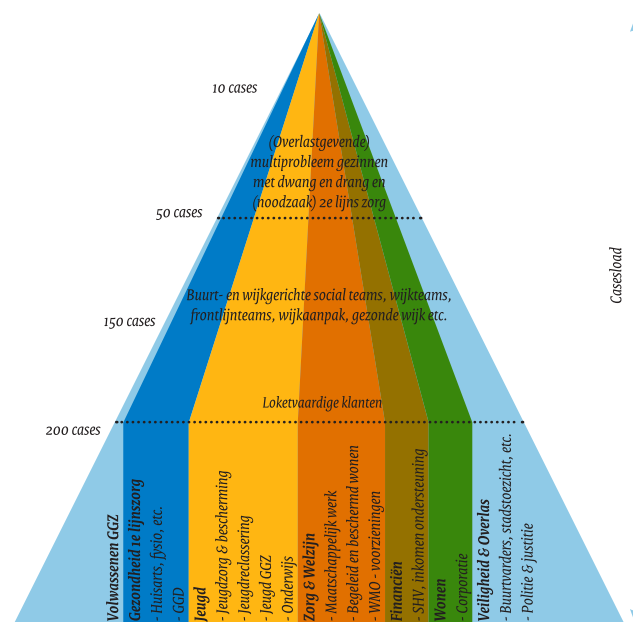 10 cases
(Overlastgevende)
multiprobleem gezinnen
met dwang en drang en
(noodzaak) 2e lijns zorg
50 cases
Buurt- en wijkgerichte social teams, wijkteams,
frontlijnteams, wijkaanpak, gezonde wijk etc.
150 cases
Loketvaardige klanten
200 cases
Casesload
Volwassenen GGZ
Gezondheid 1e lijnszorg
- Huisarts, fysio, etc.
- GGD
Jeugd
- Jeugdzorg & bescherming
- Jeugdreclassering
- Jeugd GGZ
- Onderwijs
Zorg & Welzijn
- Maatschappelijk werk
- Begeleid en beschermd wonen
- WMO - voorzieningen
Financiën
- SHV, inkomen ondersteuning
Wonen
- Corporatie
Veiligheid & Overlas
- Buurtvarders, stadstoezicht, etc.
- Politie & justitie